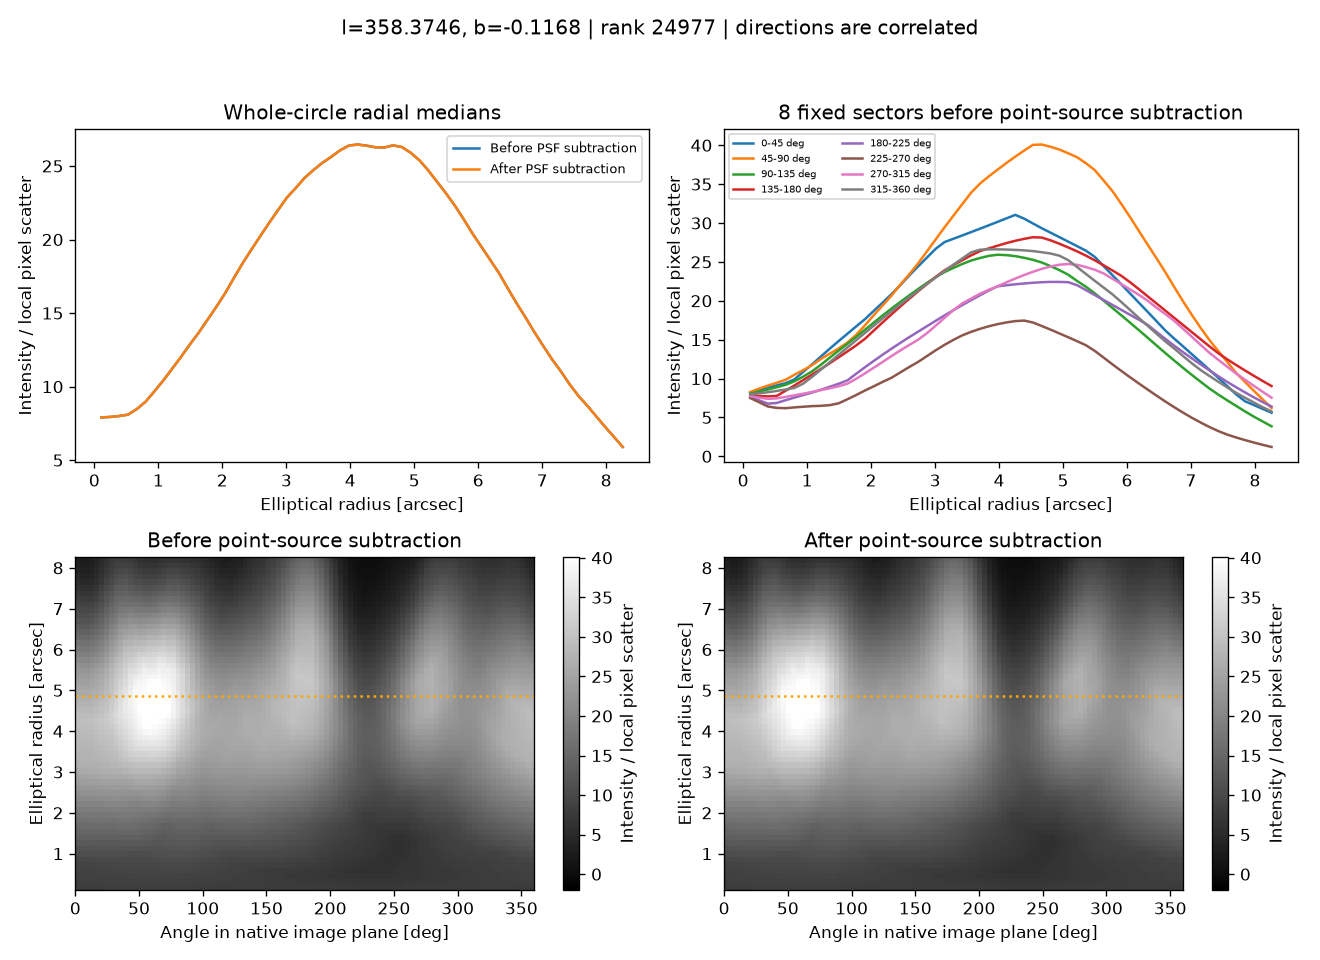 l=358.3746, b=-0.1168 | rank 24977 | directions are correlated
Whole-circle radial medians
Intensity / local pixel scatter
25
20
15
10
5
Before PSF subtraction
After PSF subtraction
0 1 2 3 4 5 6 7 8
Elliptical radius [arcsec]
8 fixed sectors before point-source subtraction
Intensity / local pixel scatter
40
35
30
25
20
15
10
5
0
0-45 deg
45-90 deg
90-135 deg
135-180 deg
180-225 deg
225-270 deg
270-315 deg
315-360 deg
0 1 2 3 4 5 6 7 8
Elliptical radius [arcsec]
Before point-source subtraction
Elliptical radius [arcsec]
8
7
6
5
4
3
2
1
0 50 100 150 200 250 300 350
Angle in native image plane [deg]
40
35
30
25
20
15
10
5
0
Intensity / local pixel scatter
After point-source subtraction
Elliptical radius [arcsec]
8
7
6
5
4
3
2
1
0 50 100 150 200 250 300 350
Angle in native image plane [deg]
40
35
30
25
20
15
10
5
0
Intensity / local pixel scatter